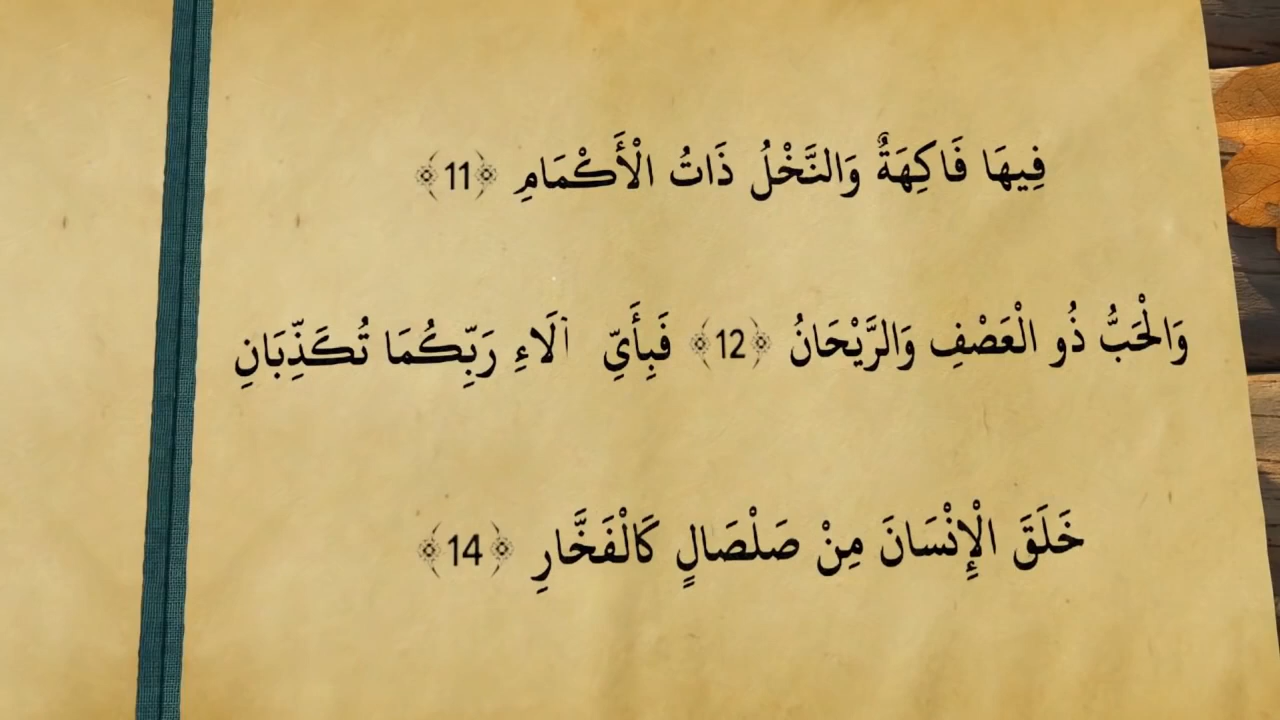 فِيهَا فَاكِهَةٌ وَالنَّخْلُ ذَاتُ الْأَكْمَامِ ﴿11﴾
وَالْحَبُّ ذُو الْعَصْفِ وَالرَّيْحَانُ ﴿12﴾ فَبِأَيِّ آلَاءِ رَبِّكُمَا تُكَذِّبَانِ
خَلَقَ الْإِنْسَانَ مِنْ صَلْصَالٍ كَالْفَخَّارِ ﴿14﴾